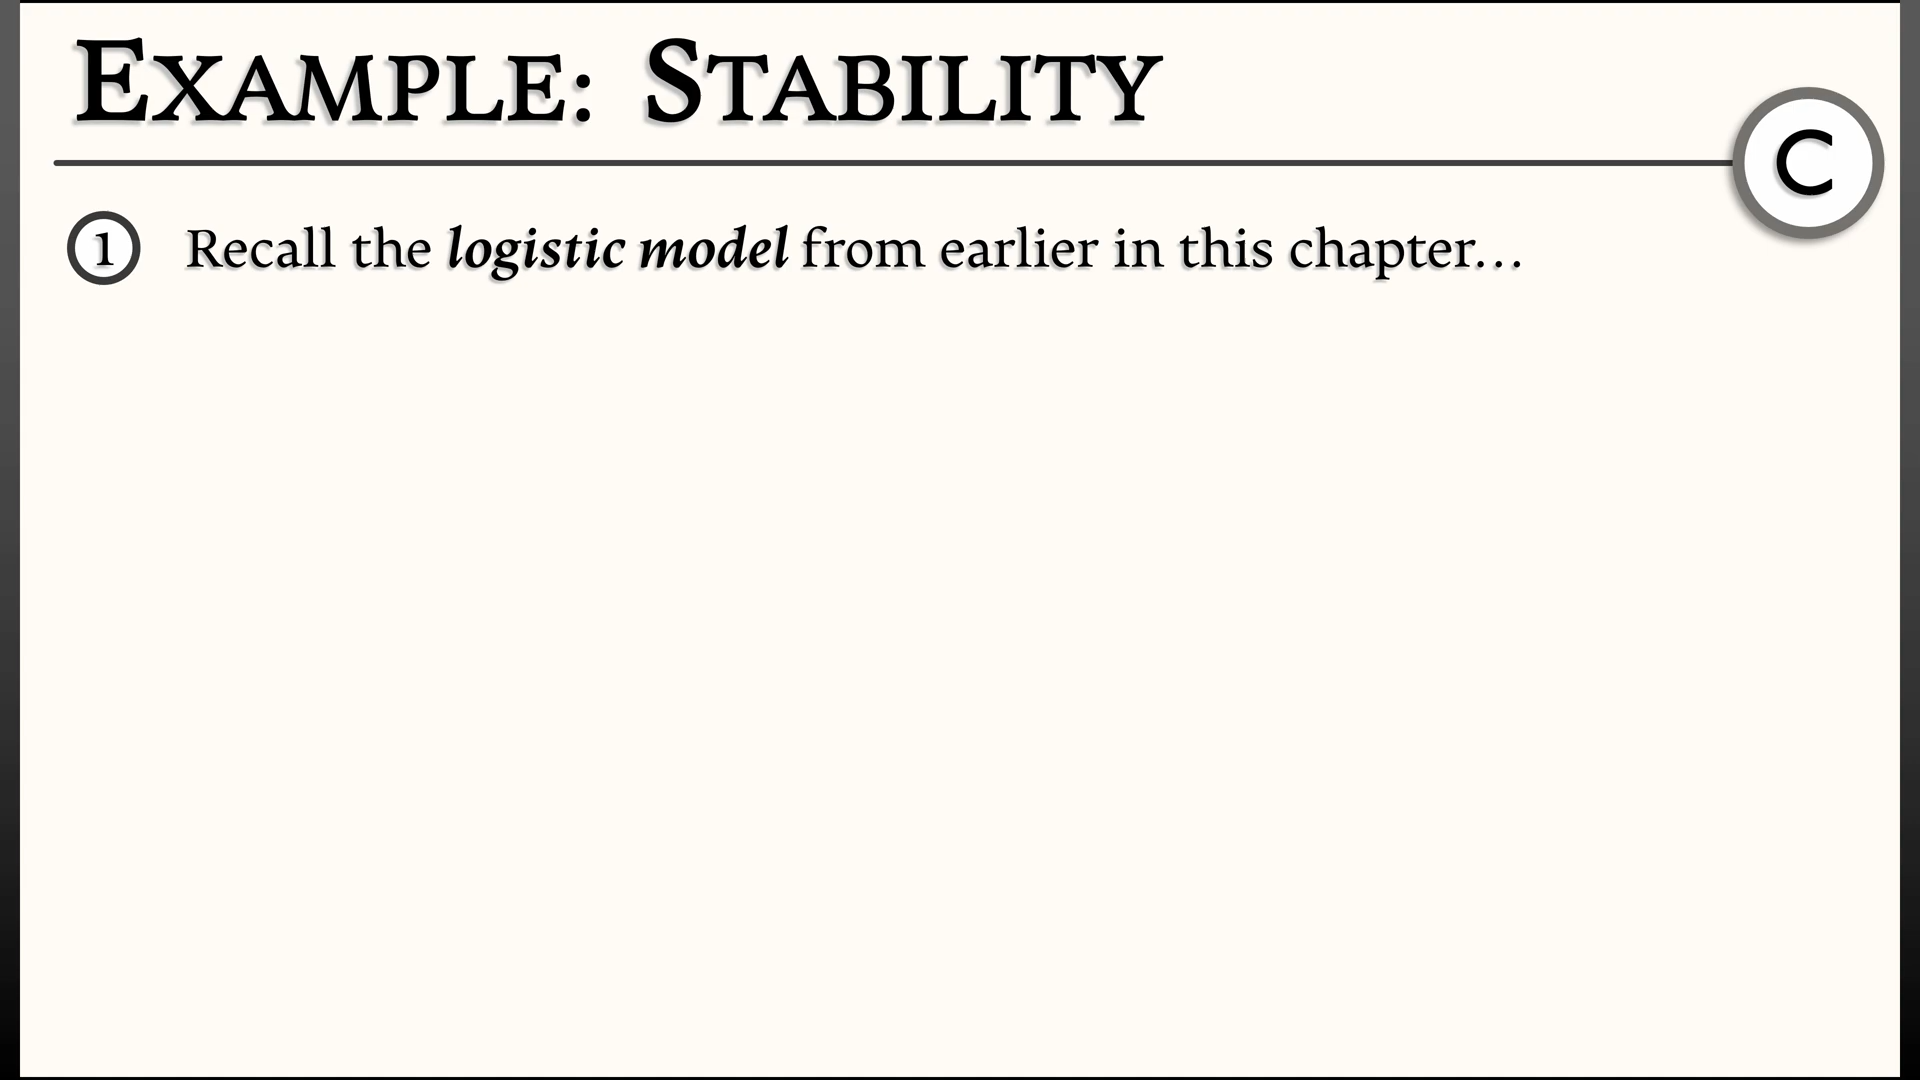 EXAMPLE: STABILITY
C
1 Recall the logistic model from earlier in this chapter…